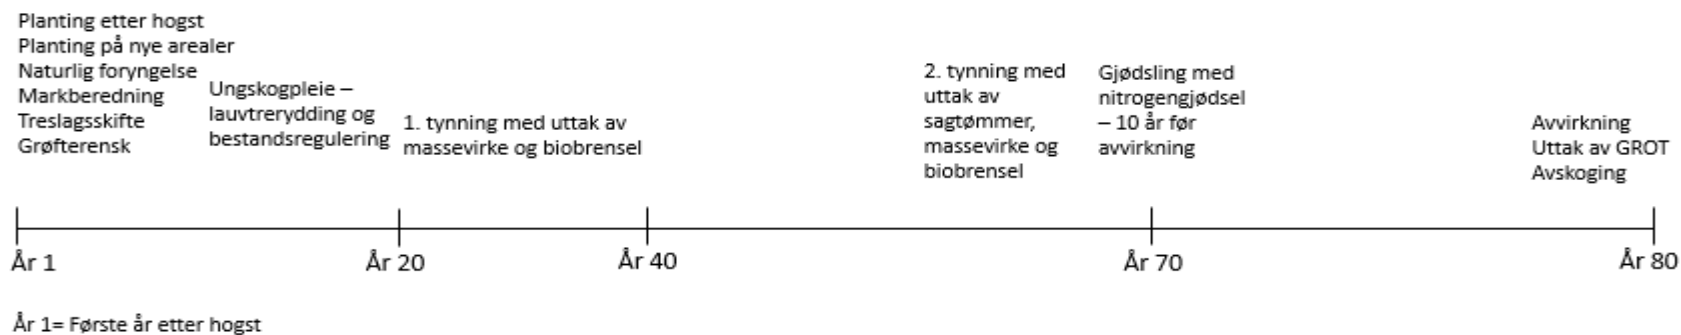 Planting etter hogst
Planting på nye arealer
Naturlig foryngelse
Markberedning
Treslagsskifte
Grøfterensk
Ungskogpleie –
lauvtrerydding og
bestandsregulering
1. tynning med uttak av
massevirke og biobrensel
2. tynning med
uttak av
sagtømmer,
massevirke og
biobrensel
Gjødsling med
nitrogengjødsel
– 10 år før
avvirkning
Avvirkning
Uttak av GROT
Avskoging
År 1
År 20
År 40
År 70
År 80
År 1= Første år etter hogst